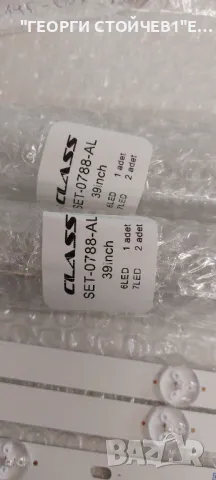 "ГЕОРГИ СТОЙЧЕВ1"Е...
CLASS
SET-0788-AL
39inch
6LED 1 adet
7LED 2 adet
CLASS
SET-0788-AL
39inch
6LED 1 adet
7LED 2 adet
BAZAR